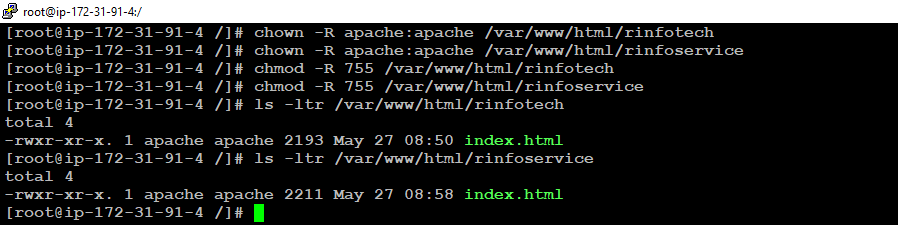 root@ip-172-31-91-4:/
[root@ip-172-31-91-4 /]# chown -R apache:apache /var/www/html/rinfotech
[root@ip-172-31-91-4 /]# chown -R apache:apache /var/www/html/rinfoservice
[root@ip-172-31-91-4 /]# chmod -R 755 /var/www/html/rinfotech
[root@ip-172-31-91-4 /]# chmod -R 755 /var/www/html/rinfoservice
[root@ip-172-31-91-4 /]# ls -ltr /var/www/html/rinfotech
total 4
-rwxr-xr-x. 1 apache apache 2193 May 27 08:50 index.html
[root@ip-172-31-91-4 /]# ls -ltr /var/www/html/rinfoservice
total 4
-rwxr-xr-x. 1 apache apache 2211 May 27 08:58 index.html
[root@ip-172-31-91-4 /]#